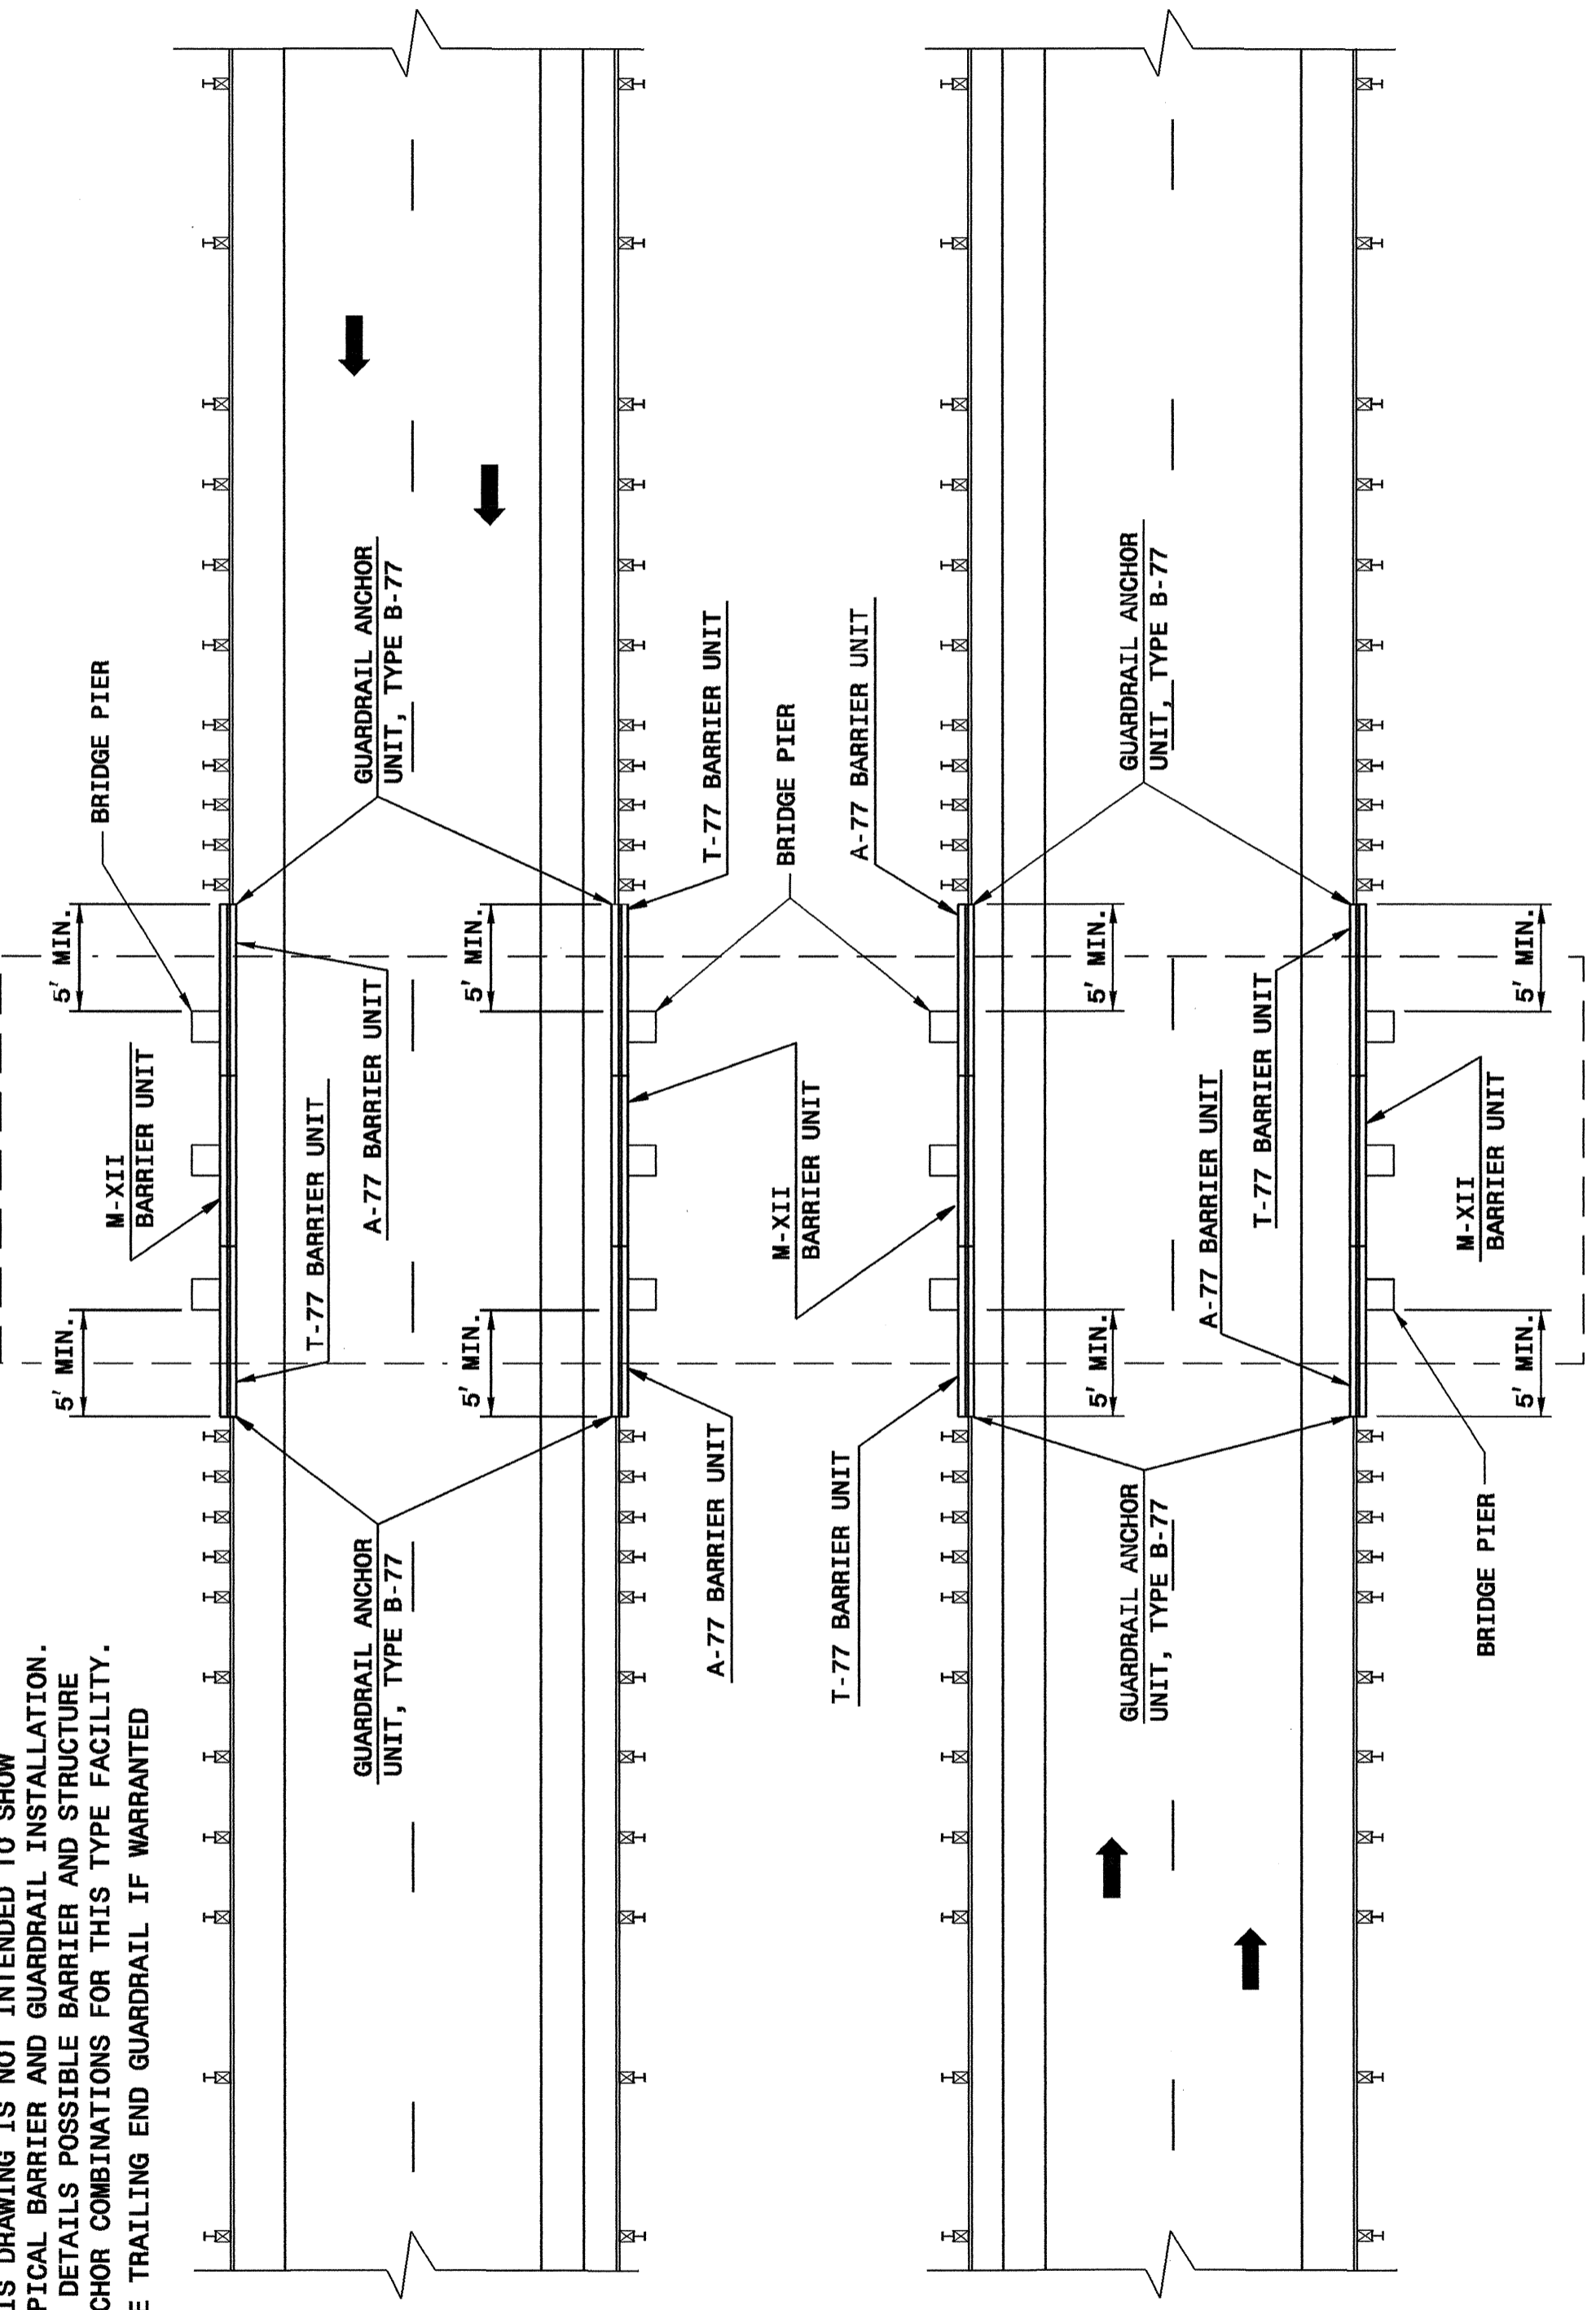 IS DRAWING IS NOT INTENDED TO SHOW
PICAL BARRIER AND GUARDRAIL INSTALLATION.
DETAILS POSSIBLE BARRIER AND STRUCTURE
CHOR COMBINATIONS FOR THIS TYPE FACILITY.
E TRAILING END GUARDRAIL IF WARRANTED
5' MIN.
5' MIN.
BRIDGE PIER
M-XII
BARRIER UNIT
T-77 BARRIER UNIT
A-77 BARRIER UNIT
GUARDRAIL ANCHOR
UNIT, TYPE B-77
GUARDRAIL ANCHOR
UNIT, TYPE B-77
5' MIN.
5' MIN.
A-77 BARRIER UNIT
T-77 BARRIER UNIT
M-XII
BARRIER UNIT
BRIDGE PIER
T-77 BARRIER UNIT
A-77 BARRIER UNIT
5' MIN.
5' MIN.
GUARDRAIL ANCHOR
UNIT, TYPE B-77
GUARDRAIL ANCHOR
UNIT, TYPE B-77
A-77 BARRIER UNIT
T-77 BARRIER UNIT
M-XII
BARRIER UNIT
BRIDGE PIER
5' MIN.
5' MIN.